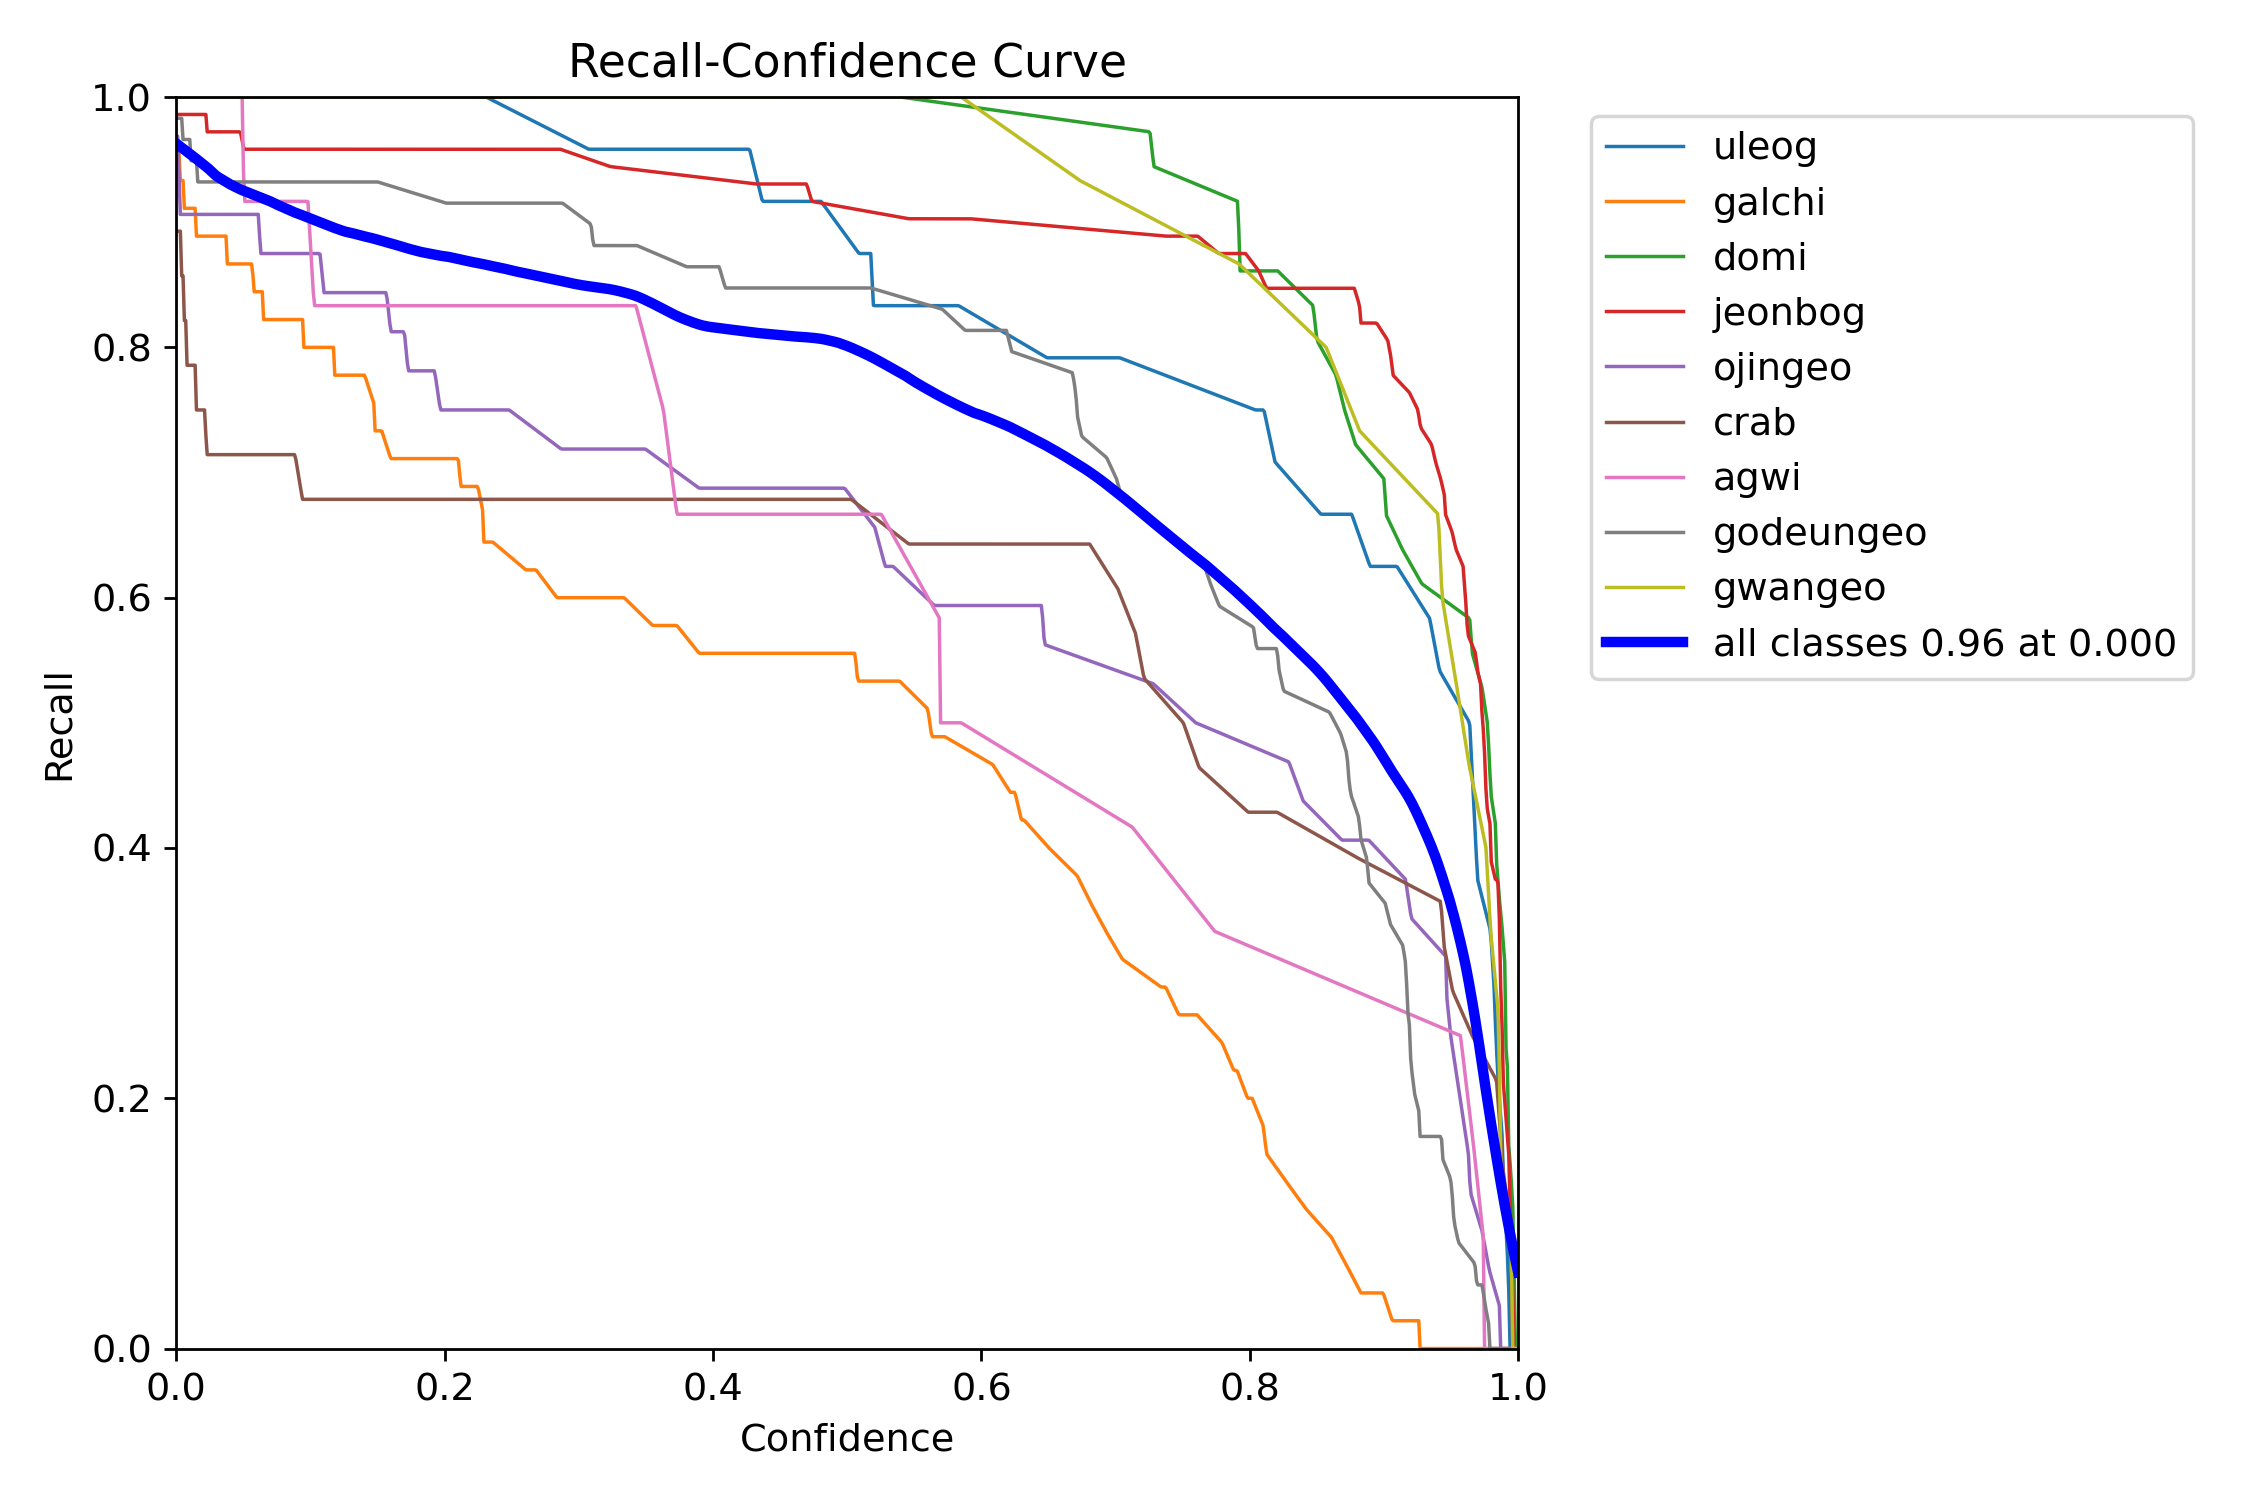 Recall-Confidence Curve
1.0
0.8
0.6
0.4
0.2
0.0
Recall
0.0 0.2 0.4 0.6 0.8 1.0
Confidence
uleog
galchi
domi
jeonbog
ojingeo
crab
agwi
godeungeo
gwangeo
all classes 0.96 at 0.000